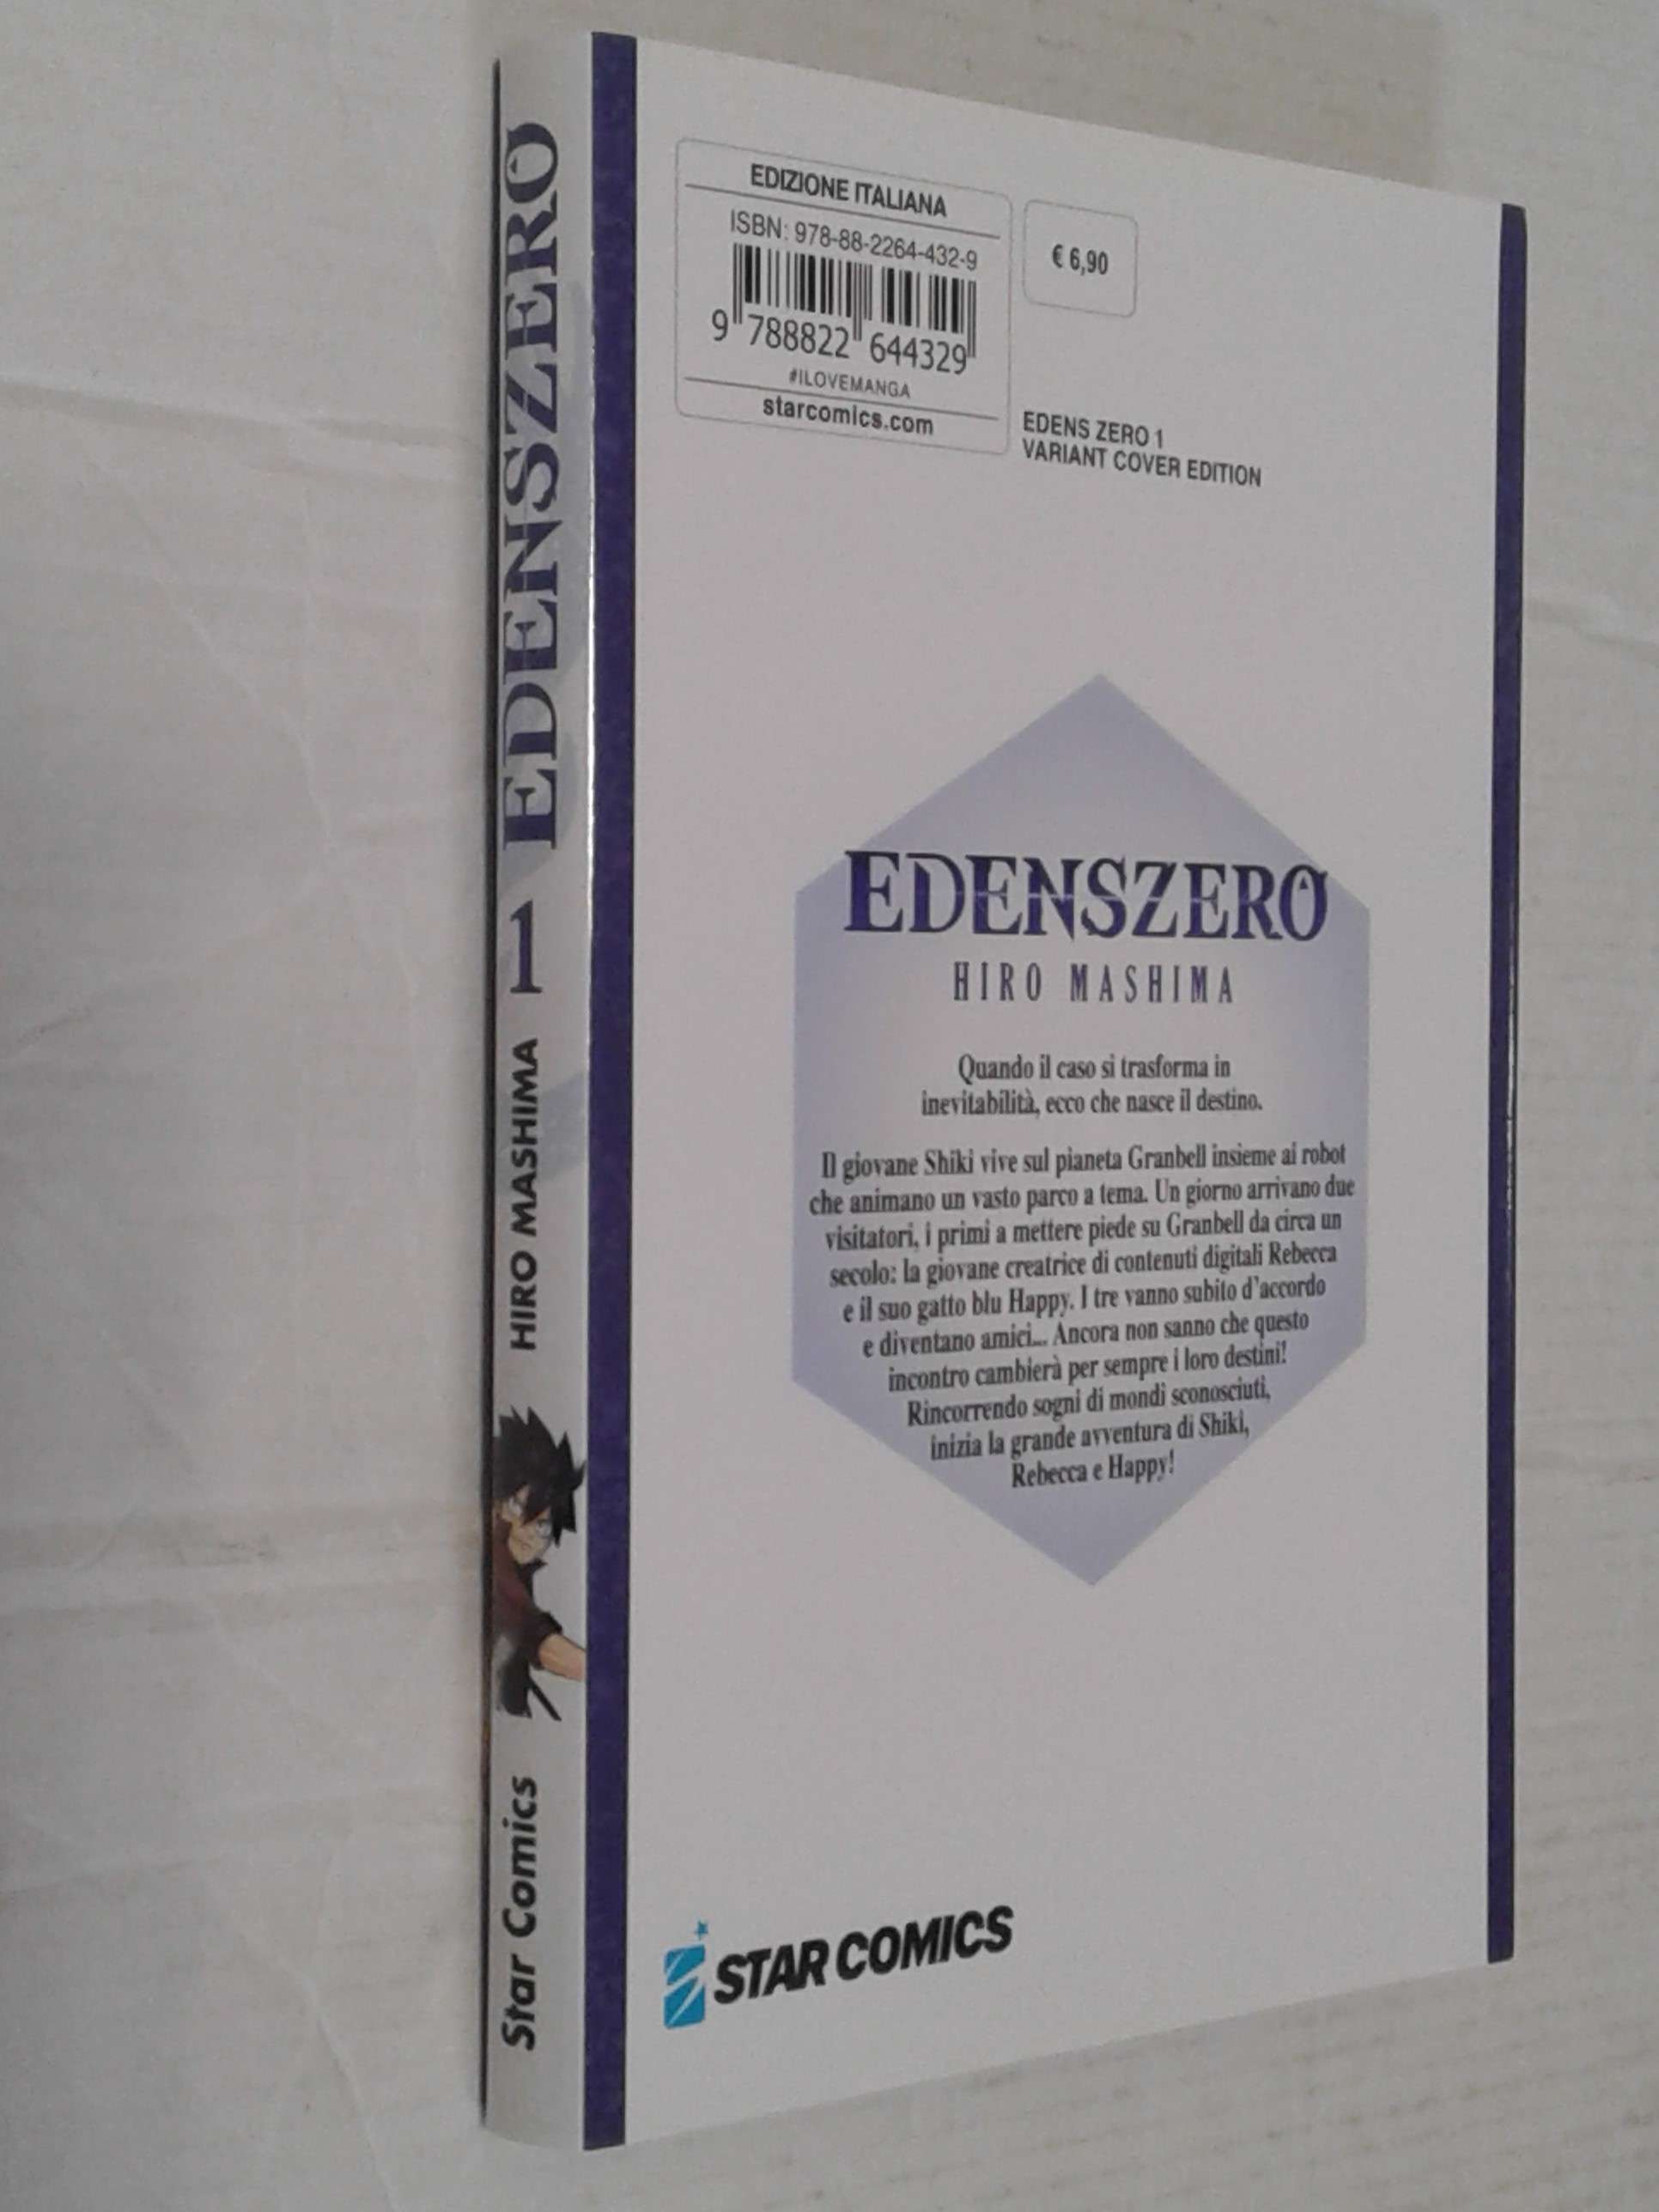 EDENSZERO
1
HIRO MASHIMA
Star Comics
EDIZIONE ITALIANA
ISBN: 978-88-2264-432-9
9 788822 644329
#ILOVEMANGA
starcomics.com
€ 6,90
EDENS ZERO 1
VARIANT COVER EDITION
EDENSZERO
HIRO MASHIMA
Quando il caso si trasforma in
inevitabilità, ecco che nasce il destino.
Il giovane Shiki vive sul pianeta Granbell insieme ai robot
che animano un vasto parco a tema. Un giorno arrivano due
visitatori, i primi a mettere piede su Granbell da circa un
secolo: la giovane creatrice di contenuti digitali Rebecca
e il suo gatto blu Happy. I tre vanno subito d'accordo
e diventano amici... Ancora non sanno che questo
incontro cambierà per sempre i loro destini!
Rincorrendo sogni di mondi sconosciuti,
inizia la grande avventura di Shiki,
Rebecca e Happy!
STAR COMICS